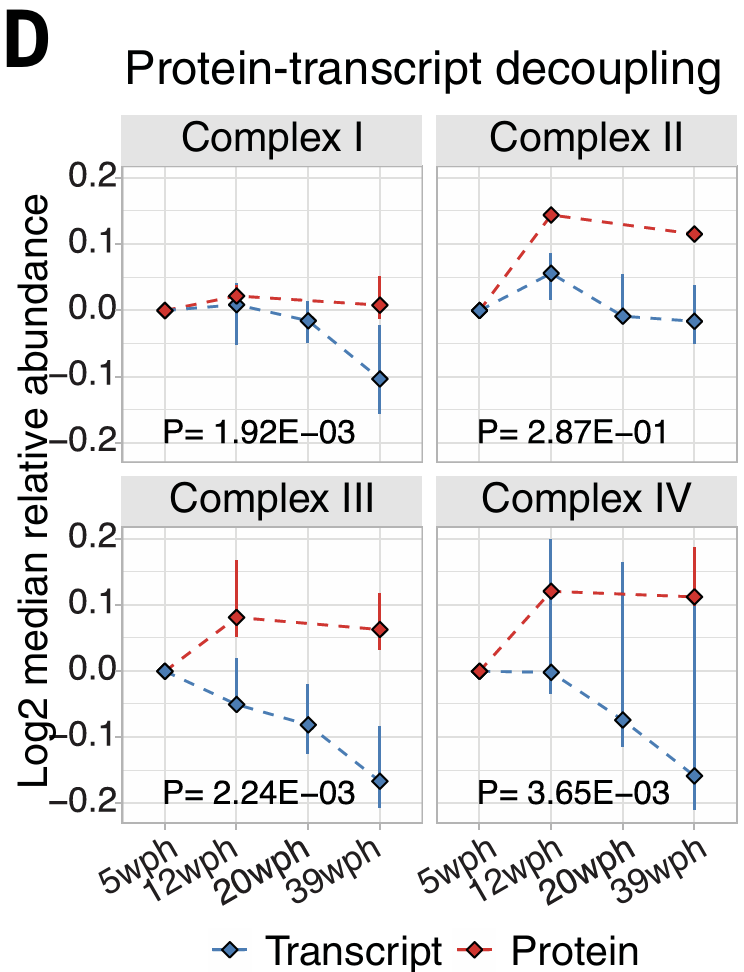 D
Protein-transcript decoupling
Complex I
Complex II
Log2 median relative abundance
0.2
0.1
0.0
−0.1
−0.2
P= 1.92E−03
P= 2.87E−01
Complex III
Complex IV
0.2
0.1
0.0
−0.1
−0.2
P= 2.24E−03
P= 3.65E−03
5wph 12wph 20wph 39wph
5wph 12wph 20wph 39wph
Transcript Protein